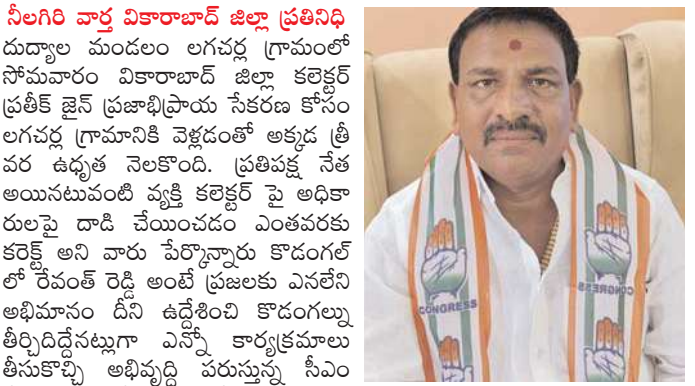 నీలగిరి వార్త వికారాబాద్ జిల్లా ప్రతినిధి
దుద్యాల మండలం లగచర్ల గ్రామంలో
సోమవారం వికారాబాద్ జిల్లా కలెక్టర్
ప్రతీక్ జైన్ ప్రజాభిప్రాయ సేకరణ కోసం
లగచర్ల గ్రామానికి వెళ్లడంతో అక్కడ త్రీ
వర ఉధృత నెలకొంది. ప్రతిపక్ష నేత
అయినటువంటి వ్యక్తి కలెక్టర్ పై అధికా
రులపై దాడి చేయించడం ఎంతవరకు
కరెక్ట్ అని వారు పేర్కొన్నారు కొడంగల్
లో రేవంత్ రెడ్డి అంటే ప్రజలకు ఎనలేని
అభిమానం దీని ఉద్దేశించి కొడంగల్ను
తీర్చిదిద్దేనట్లుగా ఎన్నో కార్యక్రమాలు
తీసుకొచ్చి అభివృద్ధి పరుస్తున్న సీఎం
CONGRESS
CONGRESS